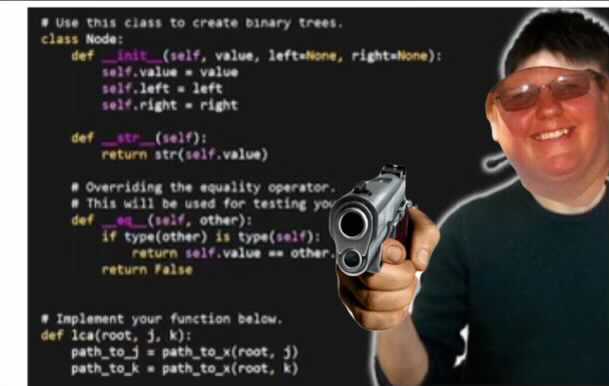 # Use this class to create binary trees.
class Node:
def __init__(self, value, left=None, right=None):
self.value = value
self.left = left
self.right = right
def __str__(self):
return str(self.value)
# Overriding the equality operator.
# This will be used for testing
def __eq__(self, other):
if type(other) is type(self):
return self.value == other.
return False
# Implement your function below.
def lca(root, j, k):
path_to_j = path_to_x(root, j)
path_to_k = path_to_x(root, k)